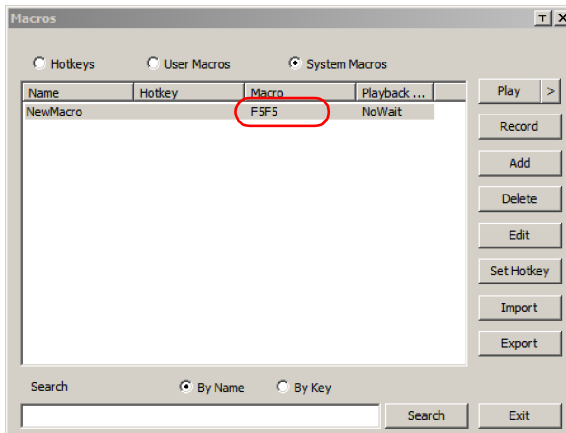 Macros T X
Hotkeys User Macros System Macros
Name Hotkey Macro Playback ...
NewMacro F5F5 NoWait
Play >
Record
Add
Delete
Edit
Set Hotkey
Import
Export
Search By Name By Key
Search Exit